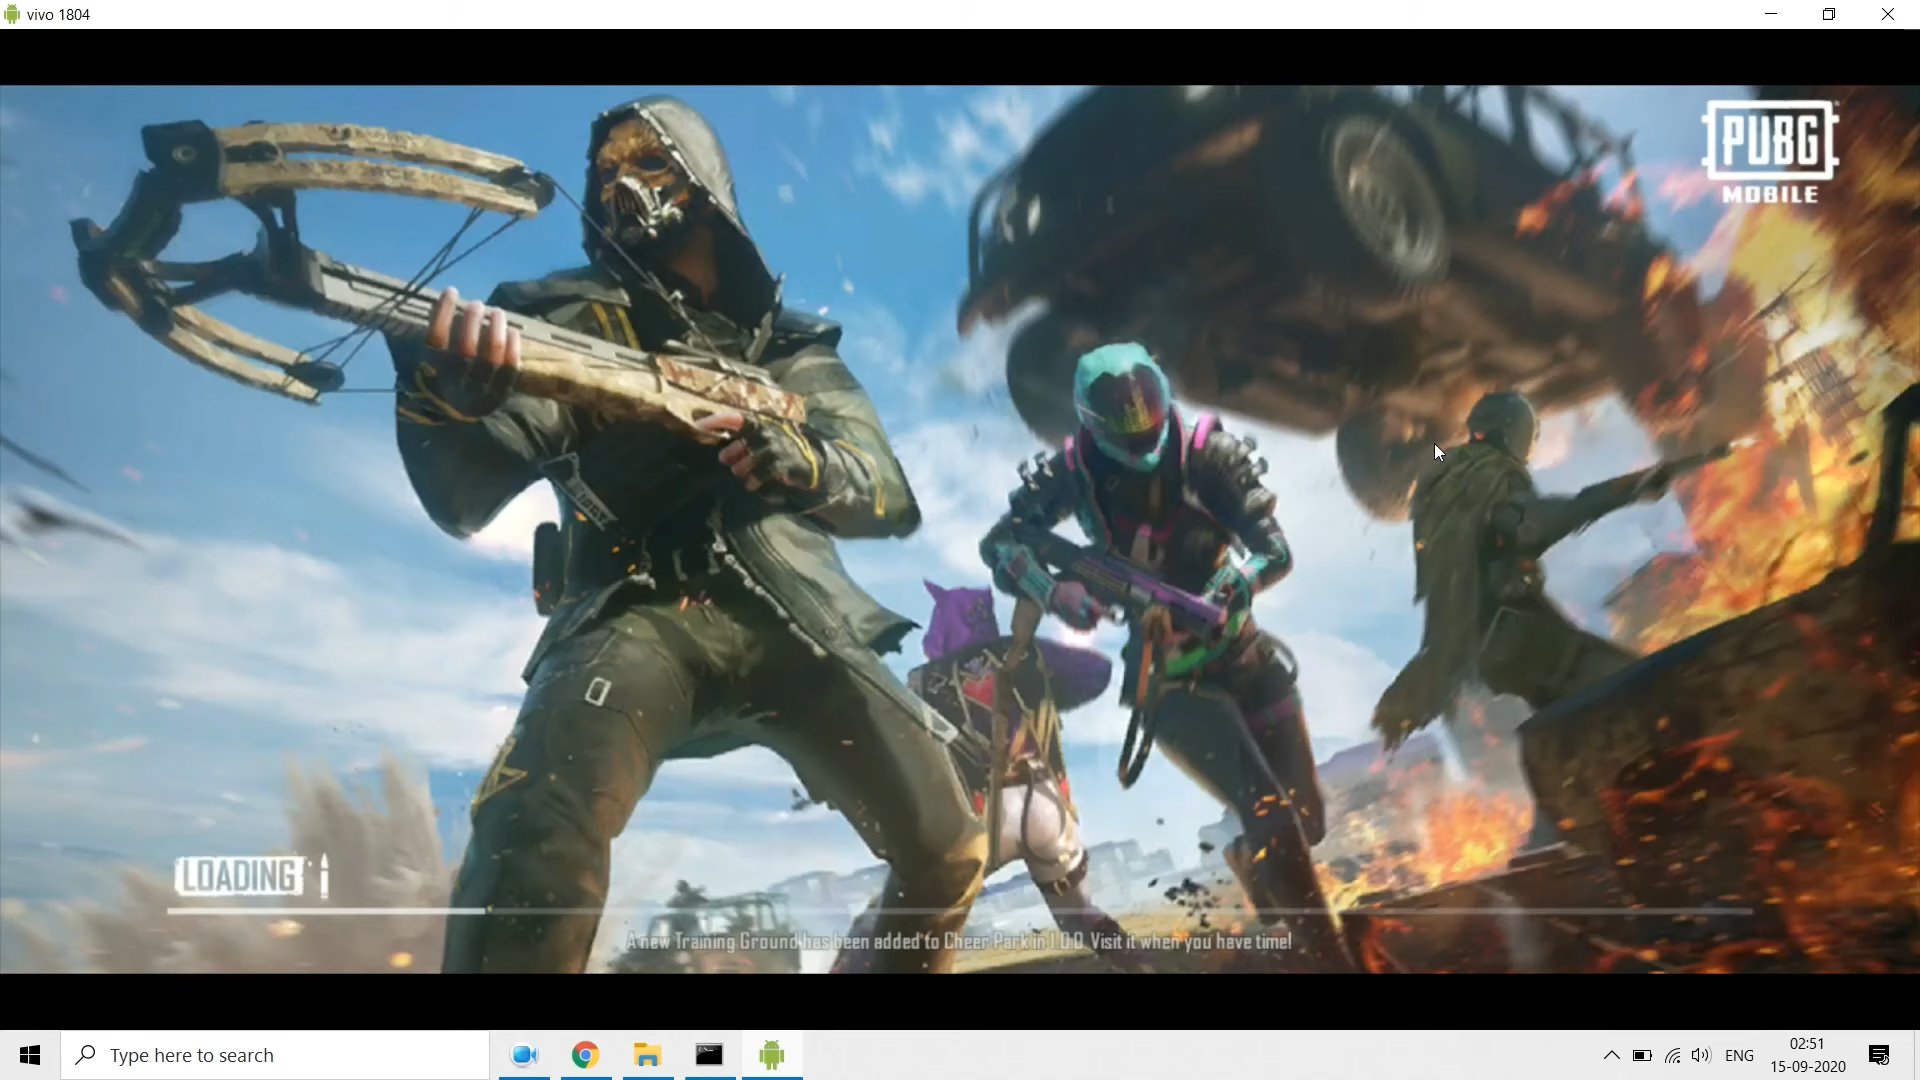 vivo 1804
PUBG
MOBILE
LOADING
A new Training Ground has been added to Cheer Park in 1.0.0. Visit it when you have time!
Type here to search
ENG
02:51
15-09-2020